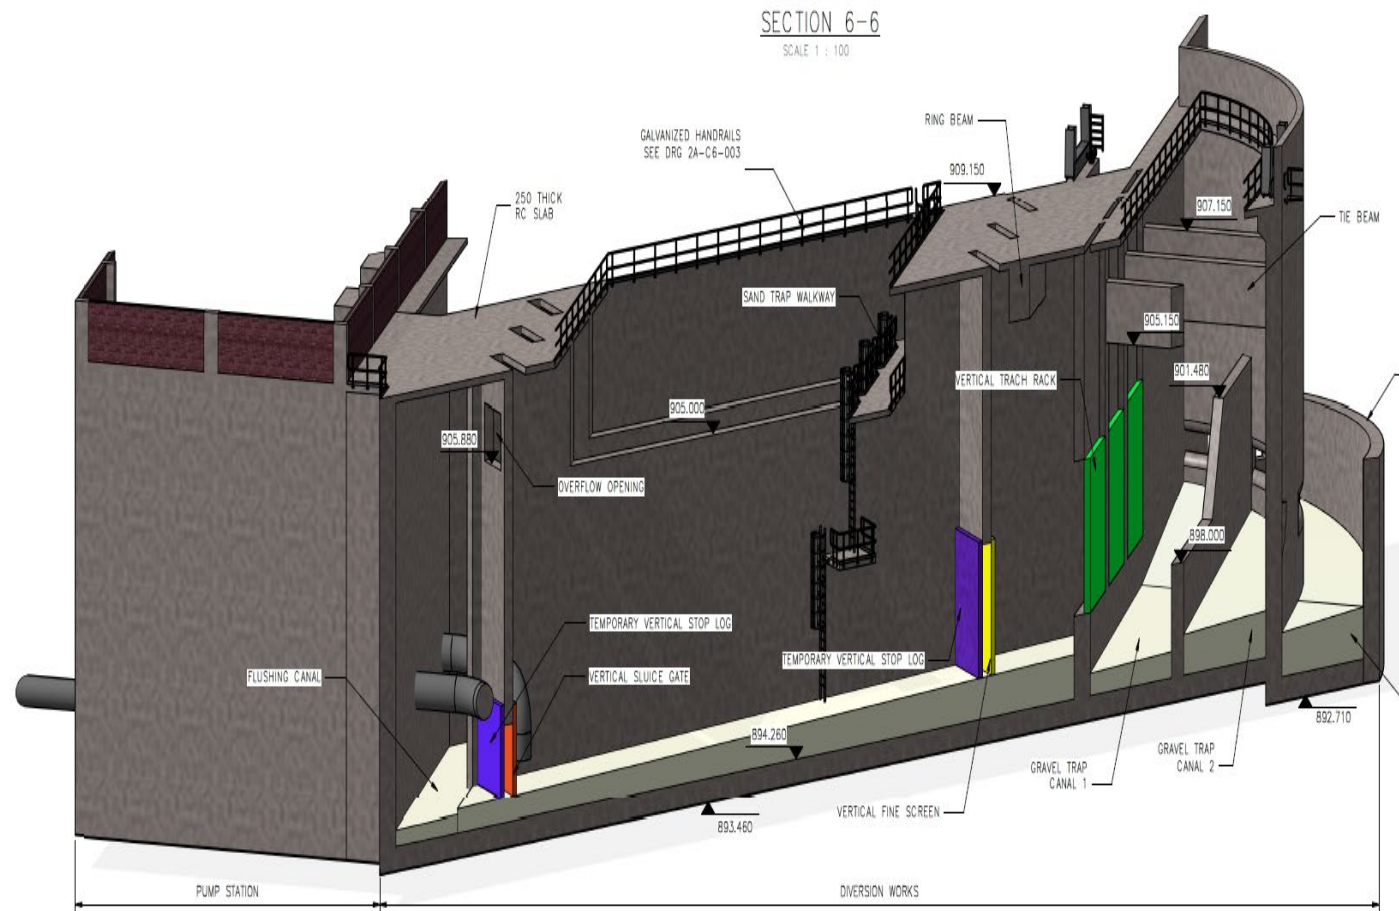 SECTION 6-6
SCALE 1 : 100
GALVANIZED HANDRAILS
SEE DRG 2A-C6-003
RING BEAM
909.150
250 THICK
RC SLAB
907.150
TIE BEAM
SAND TRAP WALKWAY
905.150
VERTICAL TRACH RACK
901.480
905.000
905.880
OVERFLOW OPENING
898.000
TEMPORARY VERTICAL STOP LOG
TEMPORARY VERTICAL STOP LOG
FLUSHING CANAL
VERTICAL SLUICE GATE
892.710
894.260
GRAVEL TRAP
CANAL 2
GRAVEL TRAP
CANAL 1
VERTICAL FINE SCREEN
893.460
PUMP STATION
DIVERSION WORKS